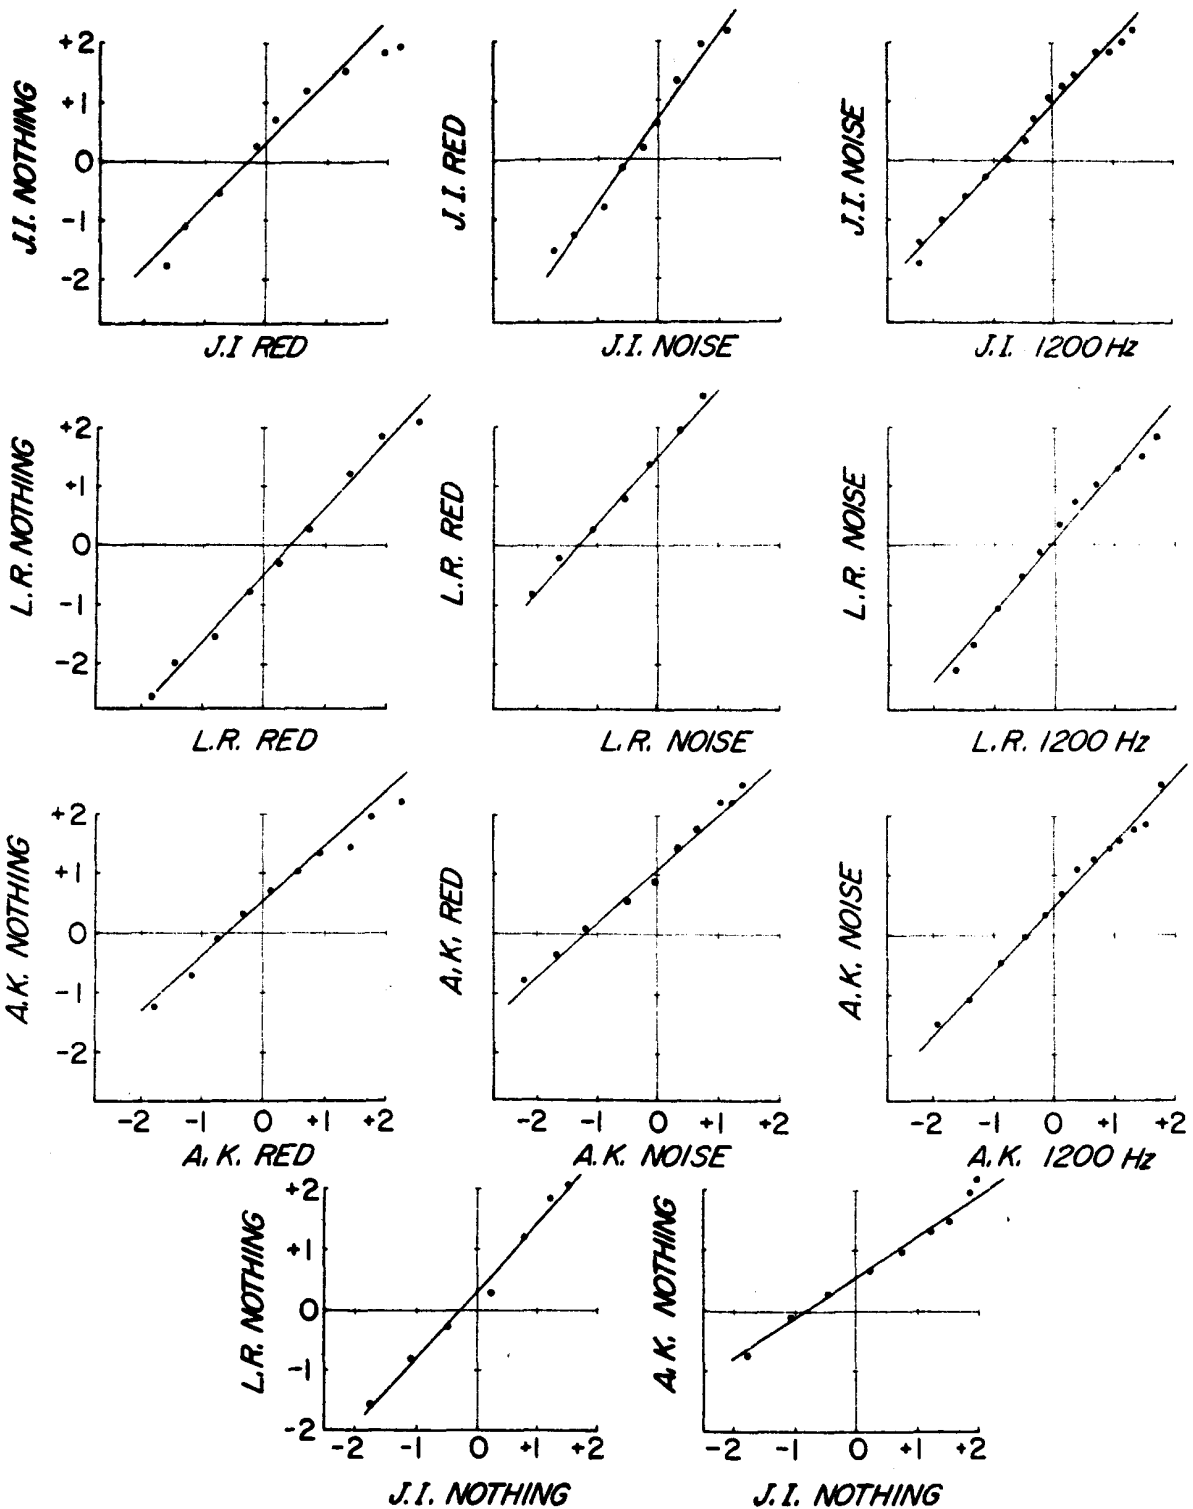 J.I. NOTHING
+2
+1
0
-1
-2
J.I RED
J.I. RED
J.I. NOISE
J.I. NOISE
J.I. 1200 Hz
L.R. NOTHING
+2
+1
0
-1
-2
L.R. RED
L.R. RED
L.R. NOISE
L.R. NOISE
L.R. 1200 Hz
A.K. NOTHING
+2
+1
0
-1
-2
-2 -1 0 +1 +2
A.K. RED
A.K. RED
-2 -1 0 +1 +2
A.K. NOISE
A.K. NOISE
-2 -1 0 +1 +2
A.K. 1200 Hz
L.R. NOTHING
+2
+1
0
-1
-2
-2 -1 0 +1 +2
J.I. NOTHING
A.K. NOTHING
-2 -1 0 +1 +2
J.I. NOTHING